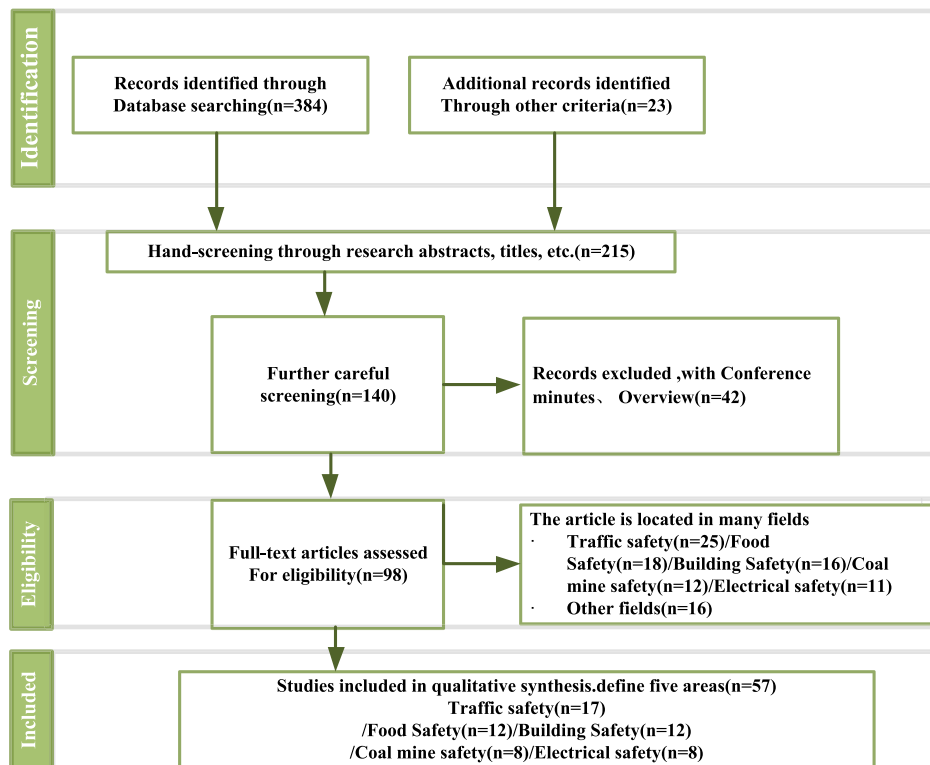 Identification
Records identified through
Database searching(n=384)
Additional records identified
Through other criteria(n=23)
Screening
Hand-screening through research abstracts, titles, etc.(n=215)
Further careful
screening(n=140)
Records excluded ,with Conference
minutes、 Overview(n=42)
Eligibility
Full-text articles assessed
For eligibility(n=98)
The article is located in many fields
· Traffic safety(n=25)/Food
Safety(n=18)/Building Safety(n=16)/Coal
mine safety(n=12)/Electrical safety(n=11)
· Other fields(n=16)
Included
Studies included in qualitative synthesis.define five areas(n=57)
Traffic safety(n=17)
/Food Safety(n=12)/Building Safety(n=12)
/Coal mine safety(n=8)/Electrical safety(n=8)